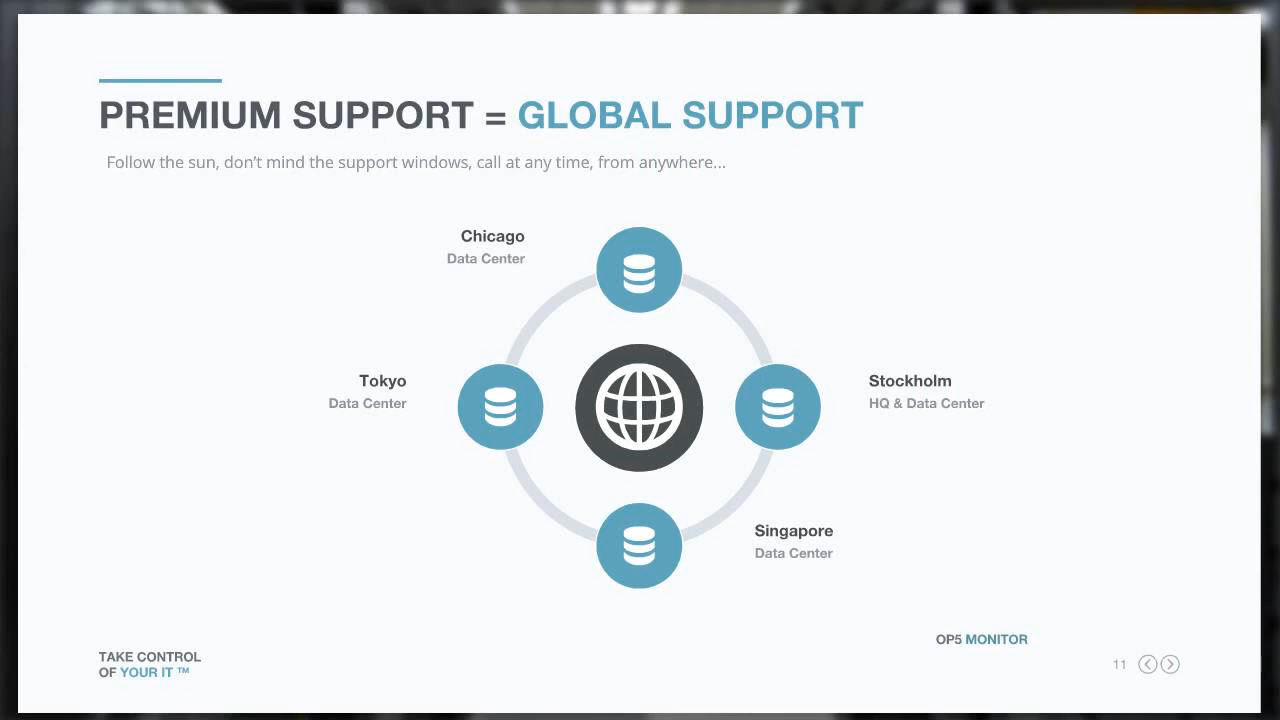 PREMIUM SUPPORT = GLOBAL SUPPORT
Follow the sun, don't mind the support windows, call at any time, from anywhere...
Chicago
Data Center
Tokyo
Data Center
Stockholm
HQ & Data Center
Singapore
Data Center
OP5 MONITOR
TAKE CONTROL
OF YOUR IT ™
11